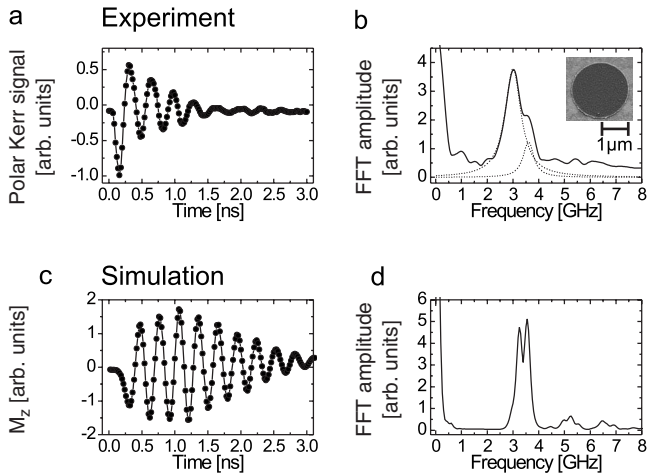 a Experiment b
Polar Kerr signal
[arb. units]
0.5
0.0
-0.5
-1.0
0.0 0.5 1.0 1.5 2.0 2.5 3.0
Time [ns]
FFT amplitude
[arb. units]
4
3
2
1
0
0 1 2 3 4 5 6 7 8
Frequency [GHz]
1µm
c Simulation d
M_z [arb. units]
2
1
0
-1
-2
0.0 0.5 1.0 1.5 2.0 2.5 3.0
Time [ns]
FFT amplitude
[arb. units]
6
5
4
3
2
1
0
0 1 2 3 4 5 6 7 8
Frequency [GHz]